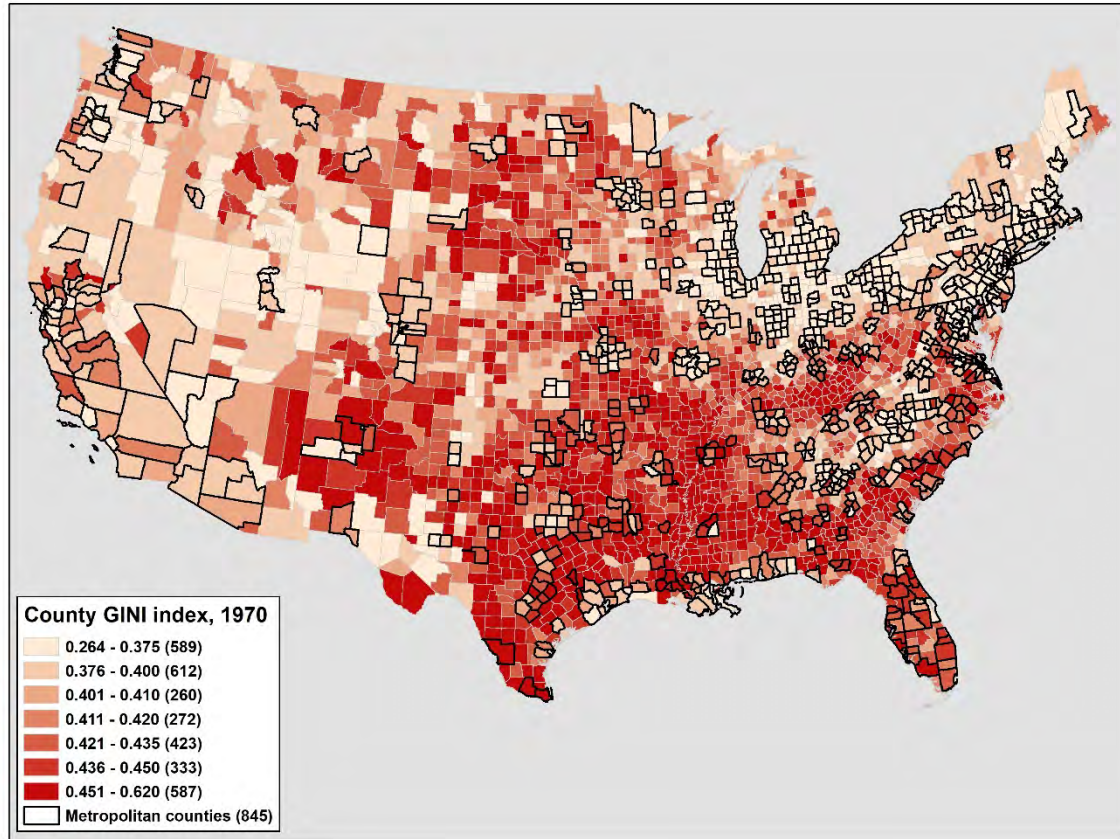 County GINI index, 1970
0.264 - 0.375 (589)
0.376 - 0.400 (612)
0.401 - 0.410 (260)
0.411 - 0.420 (272)
0.421 - 0.435 (423)
0.436 - 0.450 (333)
0.451 - 0.620 (587)
Metropolitan counties (845)